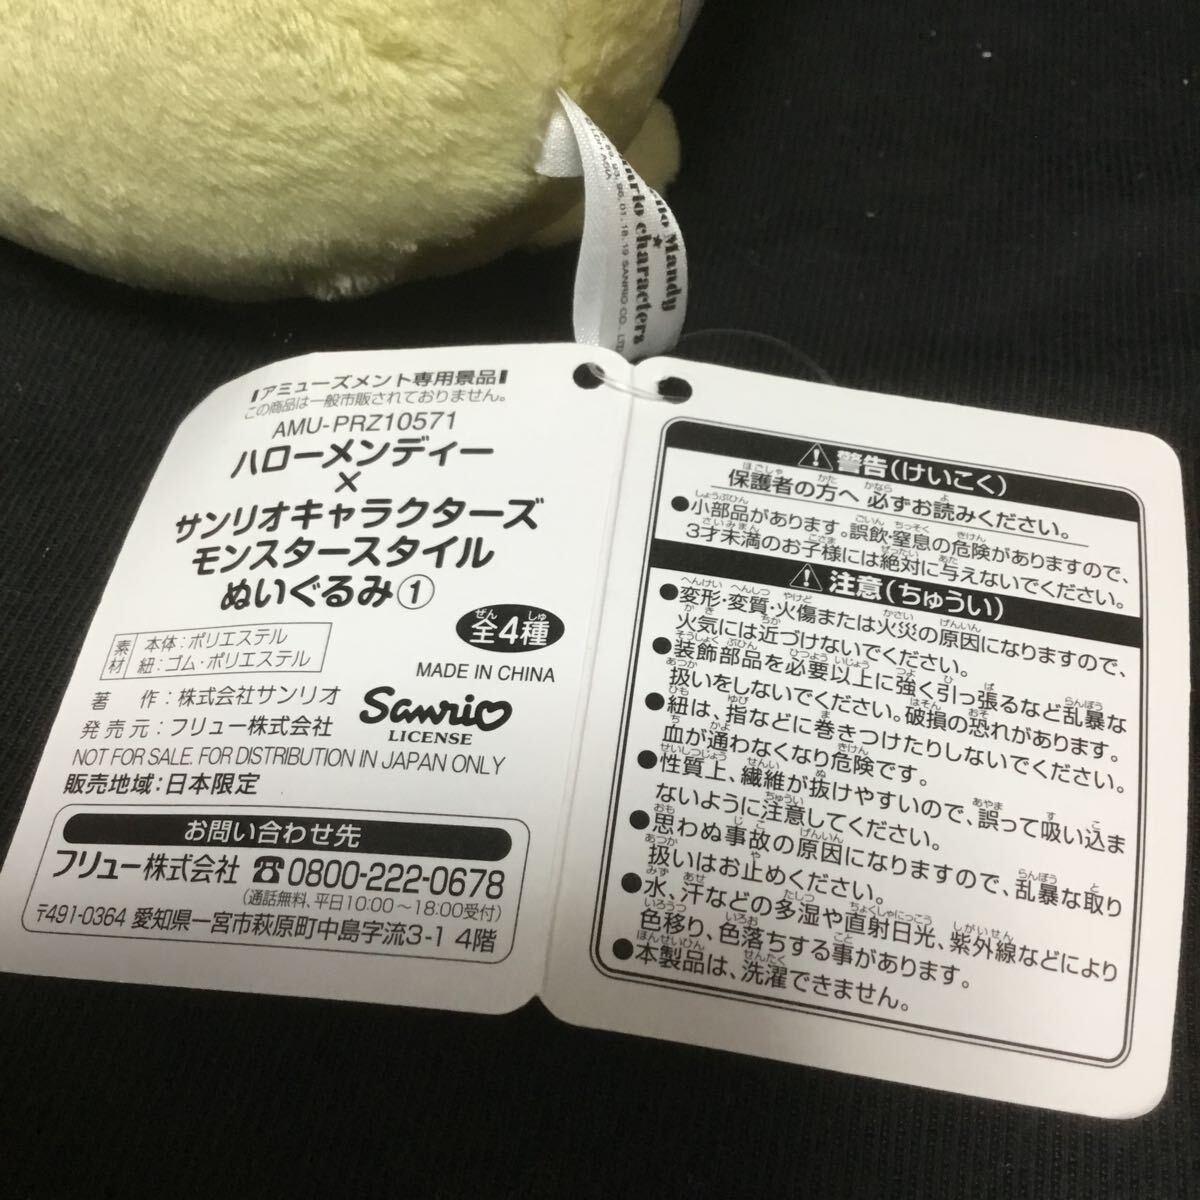 no Mandy
★
anrio characters
93, 96, 01, 18, 19 SANRIO CO., LTD.
アミューズメント専用景品
この商品は一般市販されておりません。
AMU-PRZ10571
ハローメンディー
×
サンリオキャラクターズ
モンスタースタイル
ぬいぐるみ①
全4種
ぜん しゅ
素材
本体:ポリエステル
紐:ゴム・ポリエステル
MADE IN CHINA
著 作:株式会社サンリオ
発売元:フリュー株式会社
Sanrio
LICENSE
NOT FOR SALE. FOR DISTRIBUTION IN JAPAN ONLY
販売地域:日本限定
お問い合わせ先
フリュー株式会社 ☎0800-222-0678
(通話無料、平日10:00～18:00受付)
〒491-0364 愛知県一宮市萩原町中島字流3-1 4階
⚠警告(けいこく)
保護者の方へ 必ずお読みください。
●小部品があります。誤飲・窒息の危険がありますので、
3才未満のお子様には絶対に与えないでください。
⚠注意(ちゅうい)
●変形・変質・火傷または火災の原因になりますので、
火気には近づけないでください。
●装飾部品を必要以上に強く引っ張るなど乱暴な
扱いをしないでください。破損の恐れがあります。
●紐は、指などに巻きつけたりしないでください。
血が通わなくなり危険です。
●性質上、繊維が抜けやすいので、誤って吸い込ま
ないように注意してください。
●思わぬ事故の原因になりますので、乱暴な取り
扱いはお止めください。
●水、汗などの多湿や直射日光、紫外線などにより
色移り、色落ちする事があります。
●本製品は、洗濯できません。